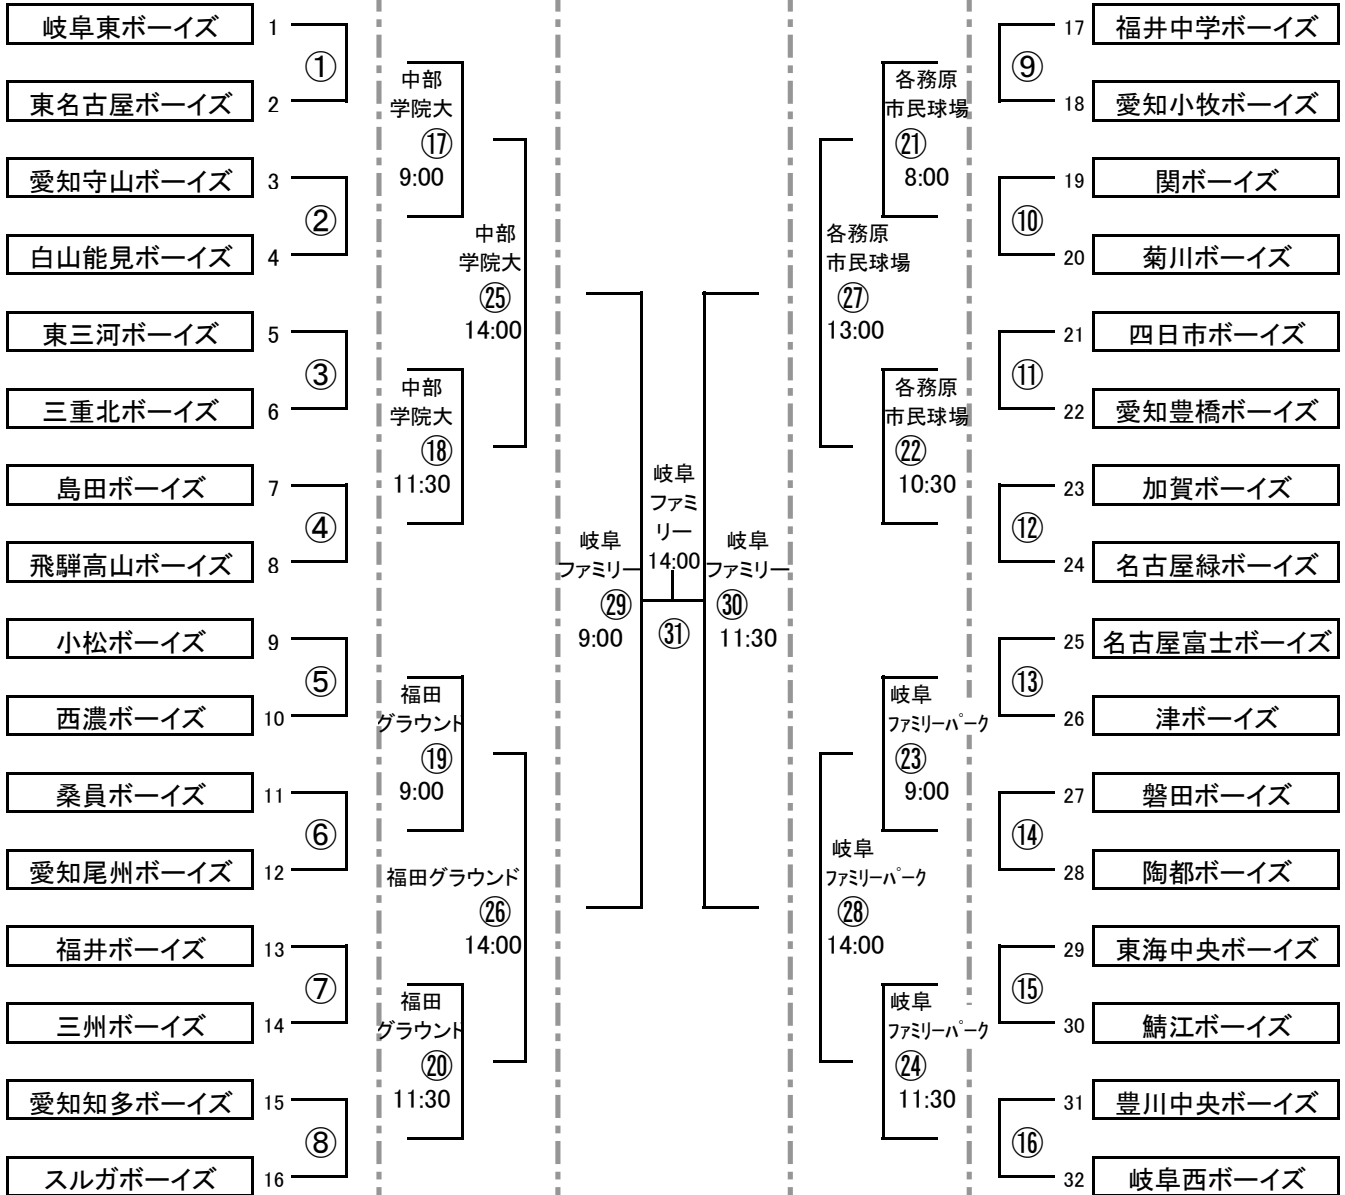 岐阜東ボーイズ 1
①
東名古屋ボーイズ 2
愛知守山ボーイズ 3
②
白山能見ボーイズ 4
東三河ボーイズ 5
③
三重北ボーイズ 6
島田ボーイズ 7
④
飛騨高山ボーイズ 8
小松ボーイズ 9
⑤
西濃ボーイズ 10
桑員ボーイズ 11
⑥
愛知尾州ボーイズ 12
福井ボーイズ 13
⑦
三州ボーイズ 14
愛知知多ボーイズ 15
⑧
スルガボーイズ 16
中部
学院大
⑰
9:00
中部
学院大
⑱
11:30
福田
グラウンド
⑲
9:00
福田
グラウンド
⑳
11:30
中部
学院大
㉕
14:00
福田グラウンド
㉖
14:00
岐阜
ファミリー
㉙
9:00
岐阜
ファミ
リー
14:00
㉛
岐阜
ファミリー
㉚
11:30
各務原
市民球場
㉗
13:00
岐阜
ファミリーパーク
㉘
14:00
各務原
市民球場
㉑
8:00
各務原
市民球場
㉒
10:30
岐阜
ファミリーパーク
㉓
9:00
岐阜
ファミリーパーク
㉔
11:30
17 福井中学ボーイズ
⑨
18 愛知小牧ボーイズ
19 関ボーイズ
⑩
20 菊川ボーイズ
21 四日市ボーイズ
⑪
22 愛知豊橋ボーイズ
23 加賀ボーイズ
⑫
24 名古屋緑ボーイズ
25 名古屋富士ボーイズ
⑬
26 津ボーイズ
27 磐田ボーイズ
⑭
28 陶都ボーイズ
29 東海中央ボーイズ
⑮
30 鯖江ボーイズ
31 豊川中央ボーイズ
⑯
32 岐阜西ボーイズ